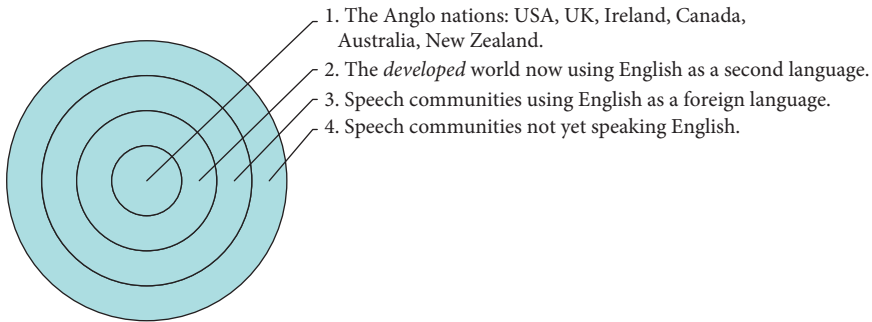 1. The Anglo nations: USA, UK, Ireland, Canada,
Australia, New Zealand.
2. The developed world now using English as a second language.
3. Speech communities using English as a foreign language.
4. Speech communities not yet speaking English.